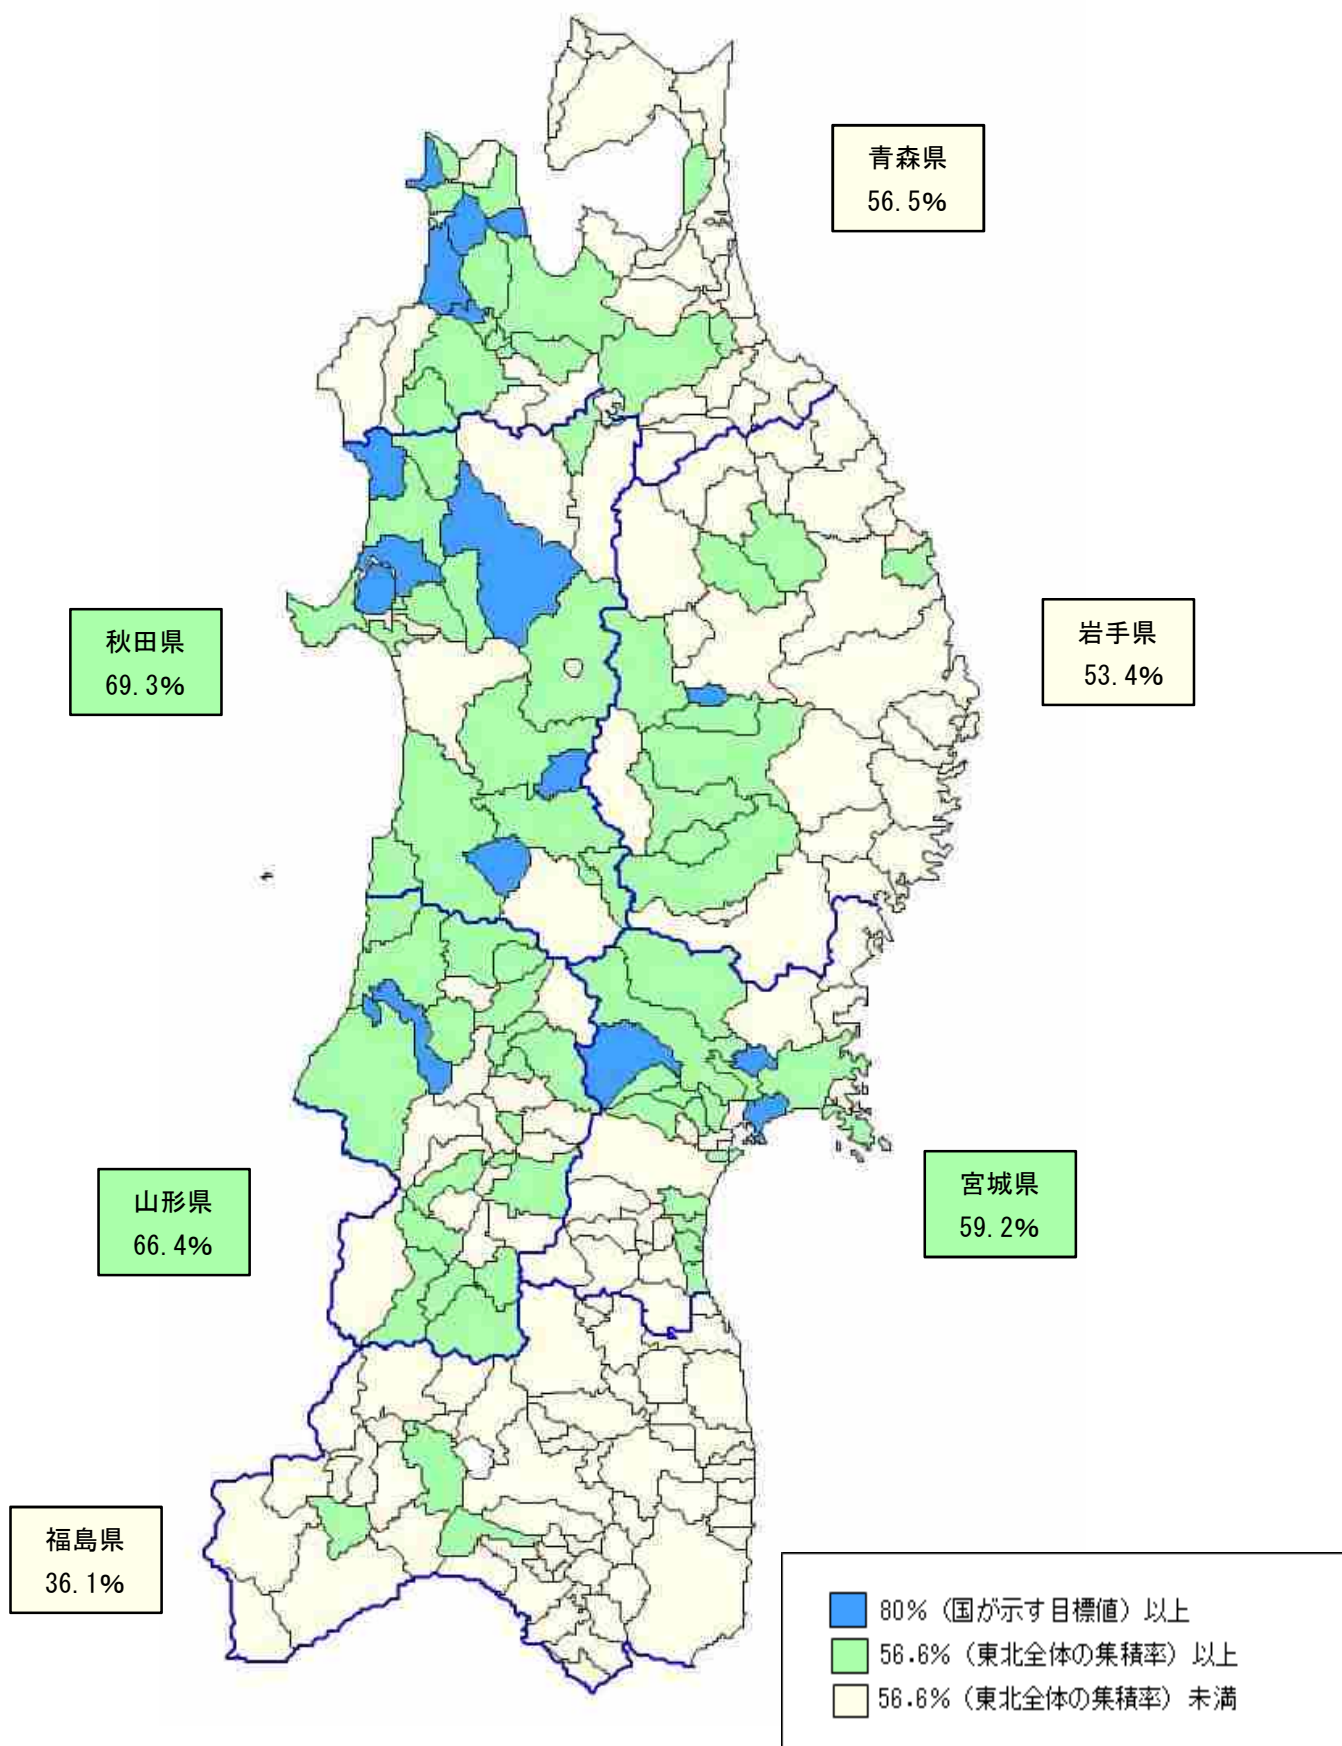 青森県
56.5%
秋田県
69.3%
岩手県
53.4%
山形県
66.4%
宮城県
59.2%
福島県
36.1%
80%（国が示す目標値）以上
56.6%（東北全体の集積率）以上
56.6%（東北全体の集積率）未満